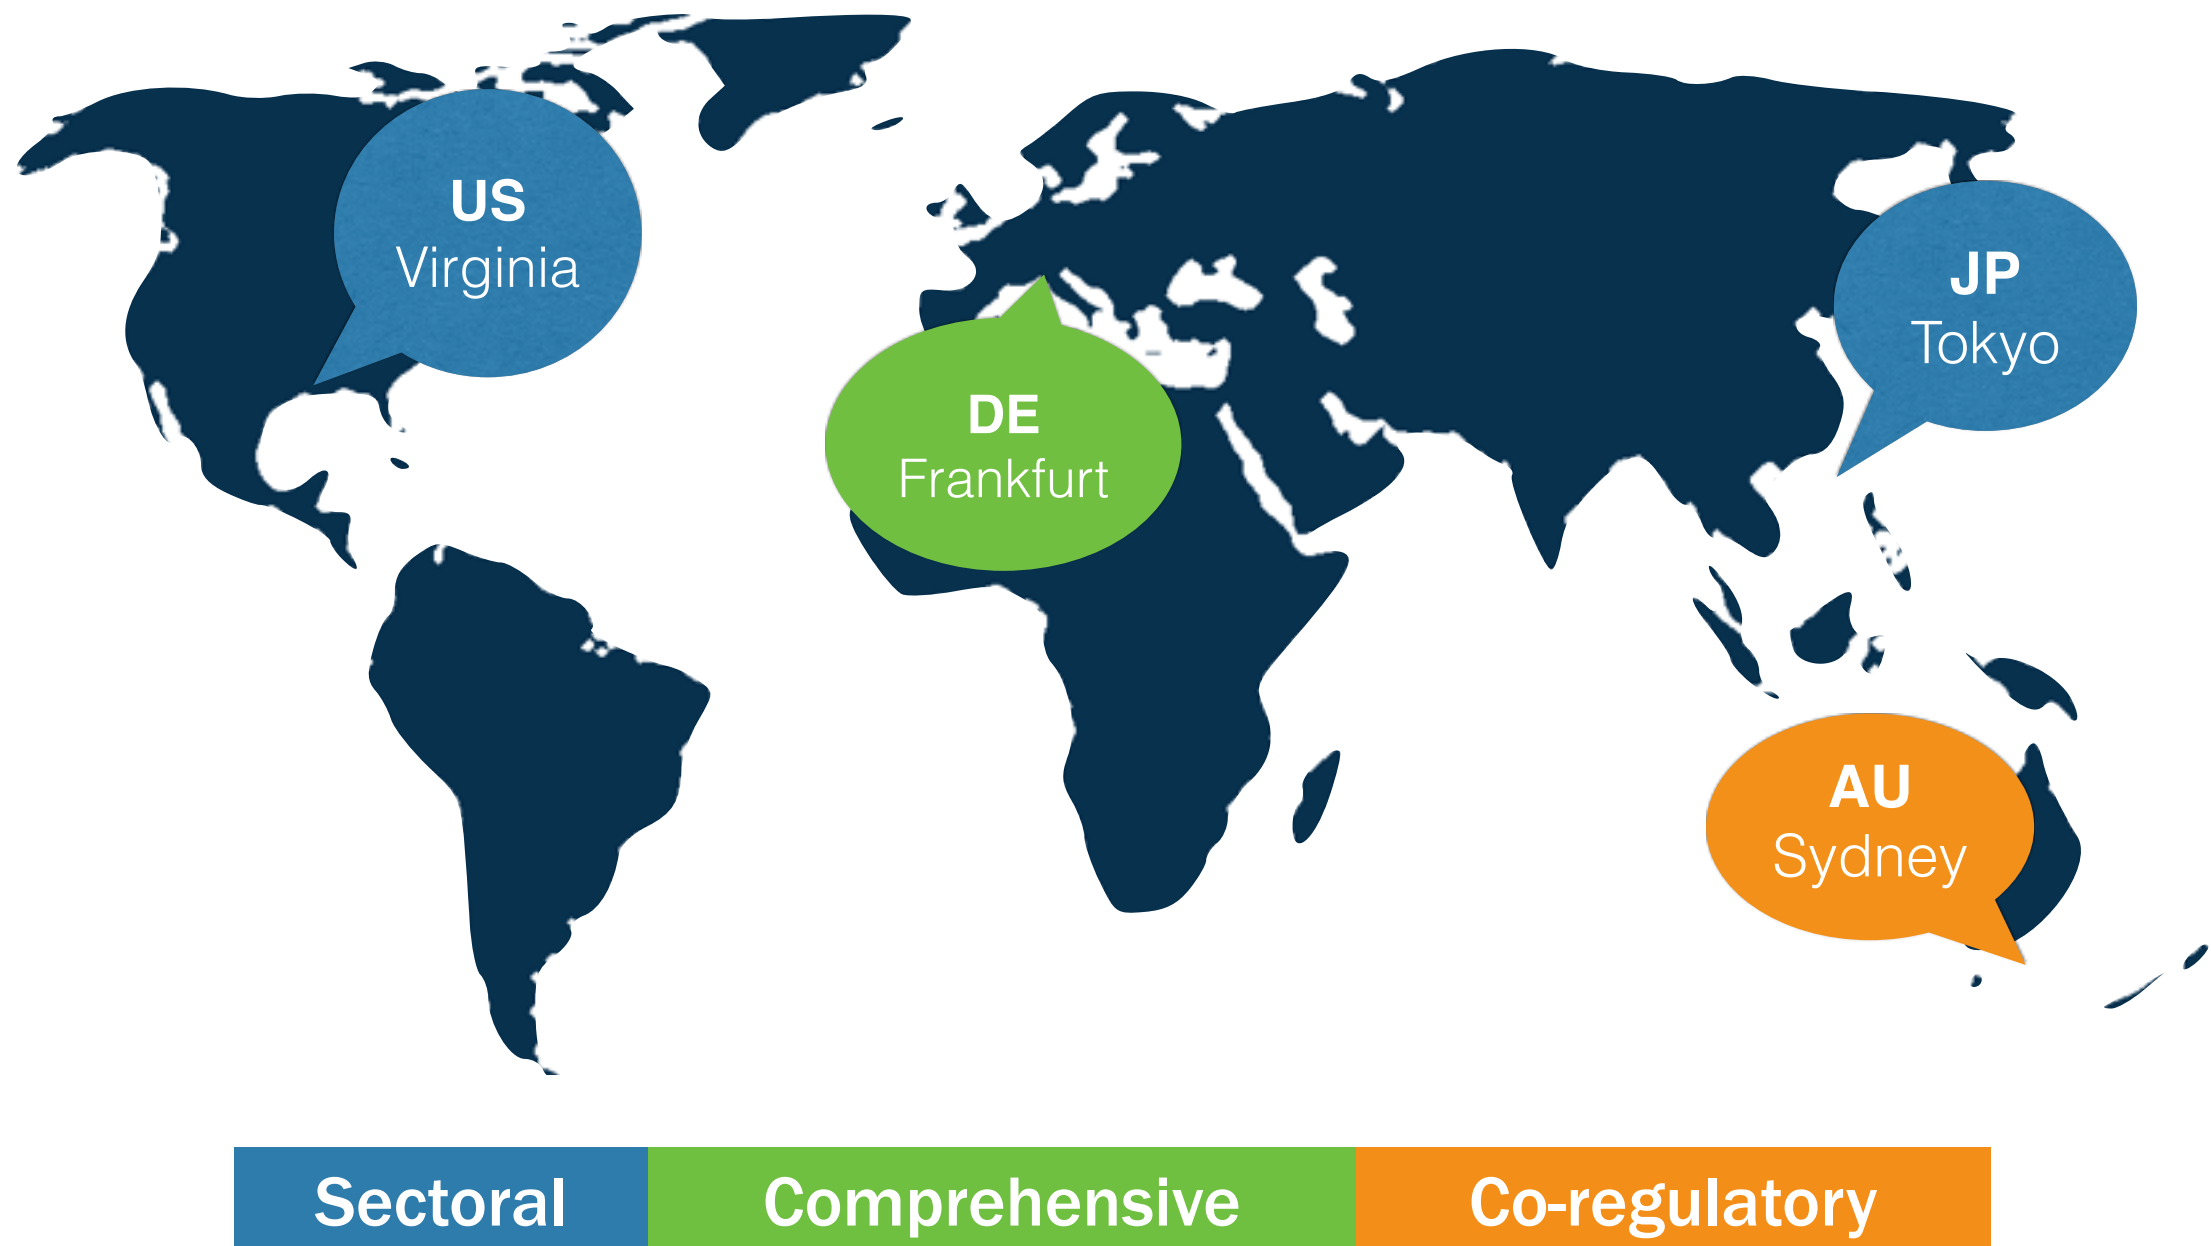 US
Virginia
JP
Tokyo
DE
Frankfurt
AU
Sydney
Sectoral
Comprehensive
Co-regulatory